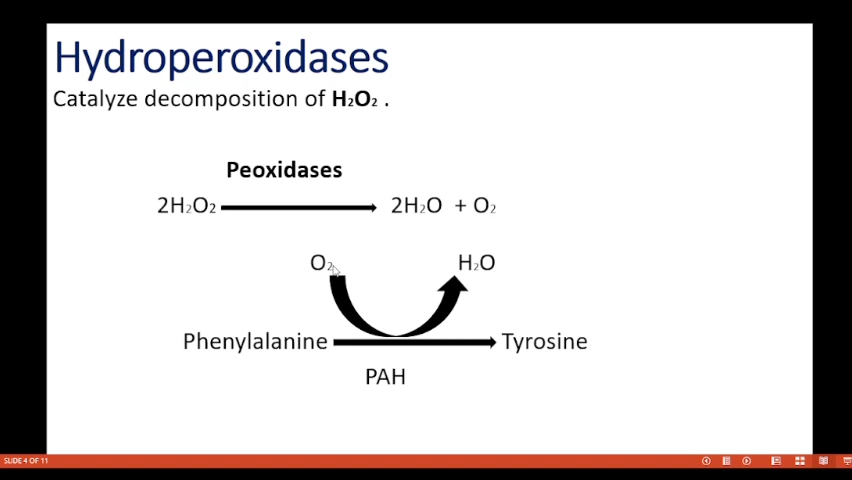 Hydroperoxidases
Catalyze decomposition of H₂O₂ .
Peoxidases
2H₂O₂ 2H₂O + O₂
O₂ H₂O
Phenylalanine Tyrosine
PAH
SLIDE 4 OF 11